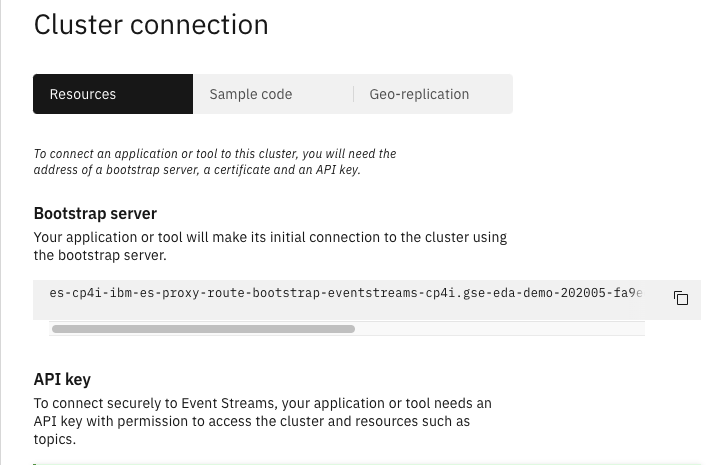 Cluster connection
Resources
Sample code
Geo-replication
To connect an application or tool to this cluster, you will need the
address of a bootstrap server, a certificate and an API key.
Bootstrap server
Your application or tool will make its initial connection to the cluster using
the bootstrap server.
es-cp4i-ibm-es-proxy-route-bootstrap-eventstreams-cp4i.gse-eda-demo-202005-fa9e
API key
To connect securely to Event Streams, your application or tool needs an
API key with permission to access the cluster and resources such as
topics.